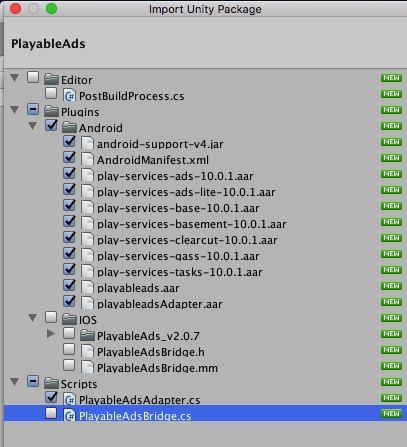 Import Unity Package
PlayableAds
Editor NEW
PostBuildProcess.cs NEW
Plugins NEW
Android NEW
android-support-v4.jar NEW
AndroidManifest.xml NEW
play-services-ads-10.0.1.aar NEW
play-services-ads-lite-10.0.1.aar NEW
play-services-base-10.0.1.aar NEW
play-services-basement-10.0.1.aar NEW
play-services-clearcut-10.0.1.aar NEW
play-services-gass-10.0.1.aar NEW
play-services-tasks-10.0.1.aar NEW
playableads.aar NEW
playableadsAdapter.aar NEW
IOS NEW
PlayableAds_v2.0.7 NEW
PlayableAdsBridge.h NEW
PlayableAdsBridge.mm NEW
Scripts NEW
PlayableAdsAdapter.cs NEW
PlayableAdsBridge.cs NEW